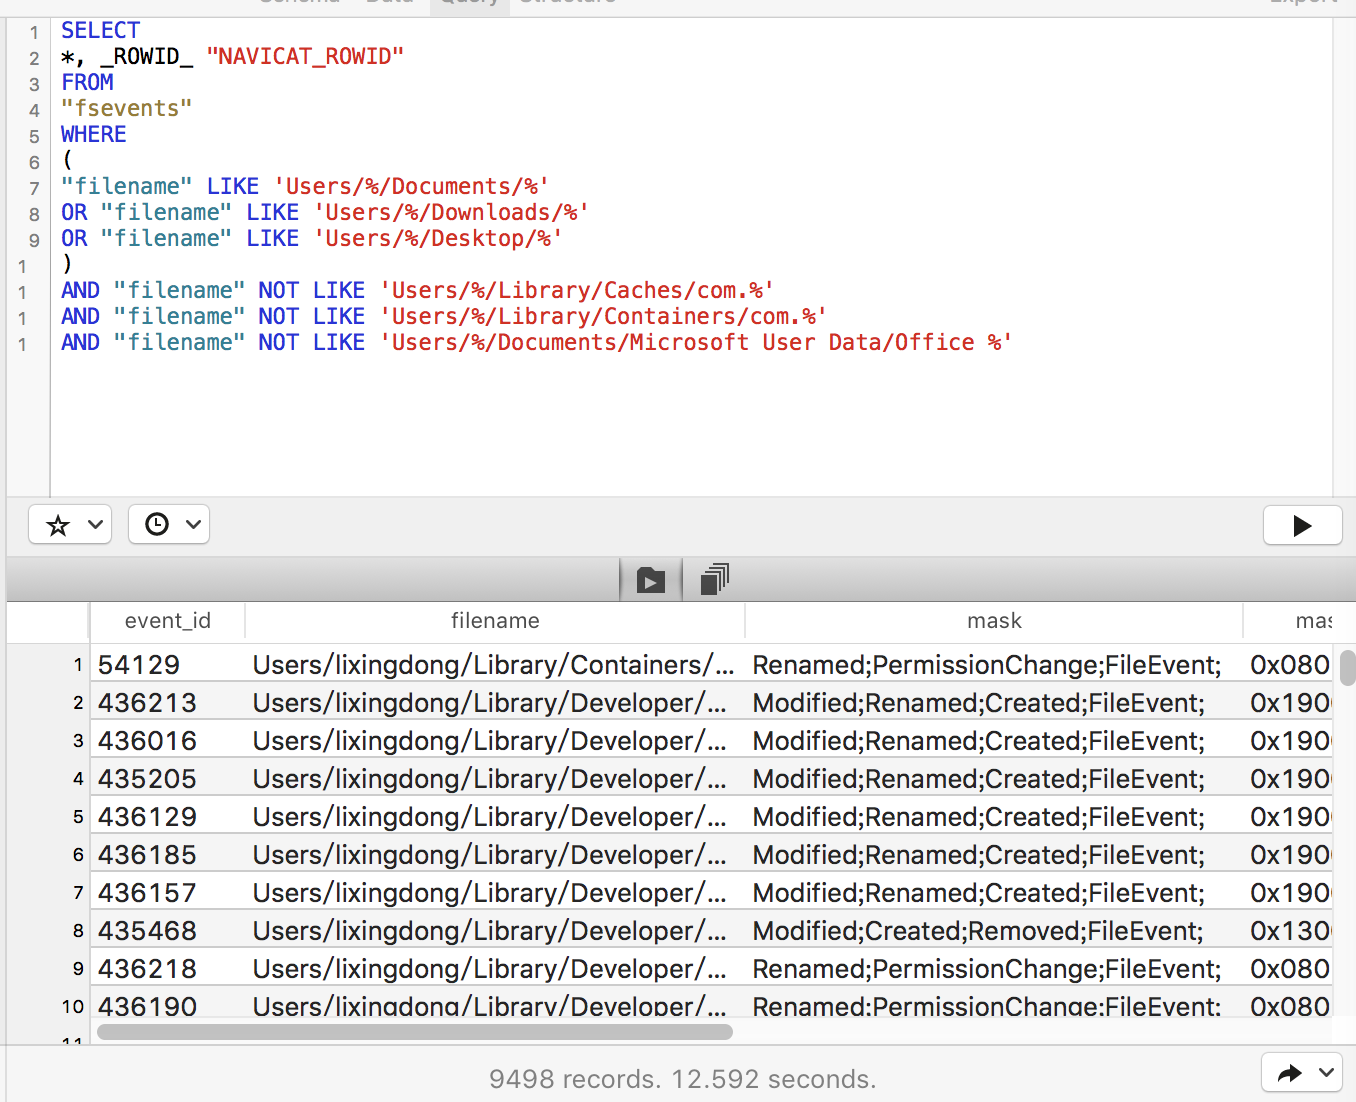 Schema Data Query Structure Export
1 SELECT
2 *, _ROWID_ "NAVICAT_ROWID"
3 FROM
4 "fsevents"
5 WHERE
6 (
7 "filename" LIKE 'Users/%/Documents/%'
8 OR "filename" LIKE 'Users/%/Downloads/%'
9 OR "filename" LIKE 'Users/%/Desktop/%'
1 )
1 AND "filename" NOT LIKE 'Users/%/Library/Caches/com.%'
1 AND "filename" NOT LIKE 'Users/%/Library/Containers/com.%'
1 AND "filename" NOT LIKE 'Users/%/Documents/Microsoft User Data/Office %'
event_id filename mask mas
1 54129 Users/lixingdong/Library/Containers/... Renamed;PermissionChange;FileEvent; 0x080
2 436213 Users/lixingdong/Library/Developer/... Modified;Renamed;Created;FileEvent; 0x190
3 436016 Users/lixingdong/Library/Developer/... Modified;Renamed;Created;FileEvent; 0x190
4 435205 Users/lixingdong/Library/Developer/... Modified;Renamed;Created;FileEvent; 0x190
5 436129 Users/lixingdong/Library/Developer/... Modified;Renamed;Created;FileEvent; 0x190
6 436185 Users/lixingdong/Library/Developer/... Modified;Renamed;Created;FileEvent; 0x190
7 436157 Users/lixingdong/Library/Developer/... Modified;Renamed;Created;FileEvent; 0x190
8 435468 Users/lixingdong/Library/Developer/... Modified;Created;Removed;FileEvent; 0x130
9 436218 Users/lixingdong/Library/Developer/... Renamed;PermissionChange;FileEvent; 0x080
10 436190 Users/lixingdong/Library/Developer/... Renamed;PermissionChange;FileEvent; 0x080
11
9498 records. 12.592 seconds.